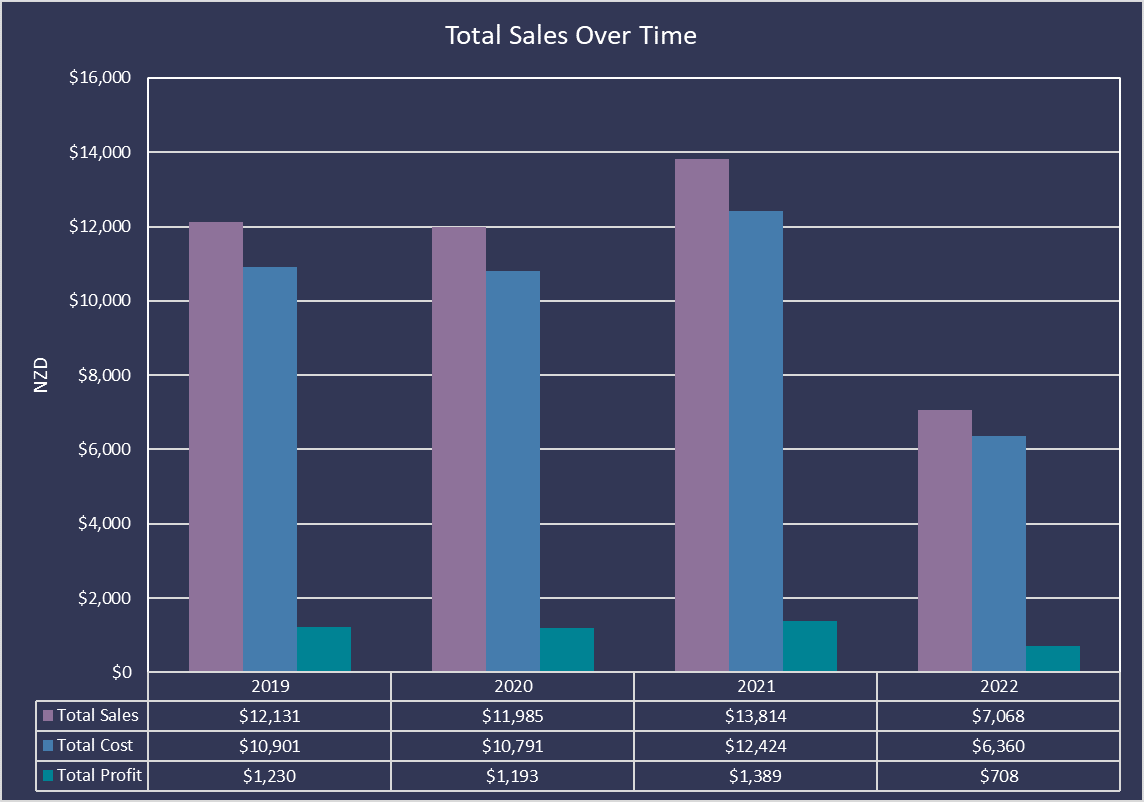 Total Sales Over Time
$16,000
$14,000
$12,000
$10,000
$8,000
$6,000
$4,000
$2,000
$0
NZD
2019 2020 2021 2022
Total Sales $12,131 $11,985 $13,814 $7,068
Total Cost $10,901 $10,791 $12,424 $6,360
Total Profit $1,230 $1,193 $1,389 $708